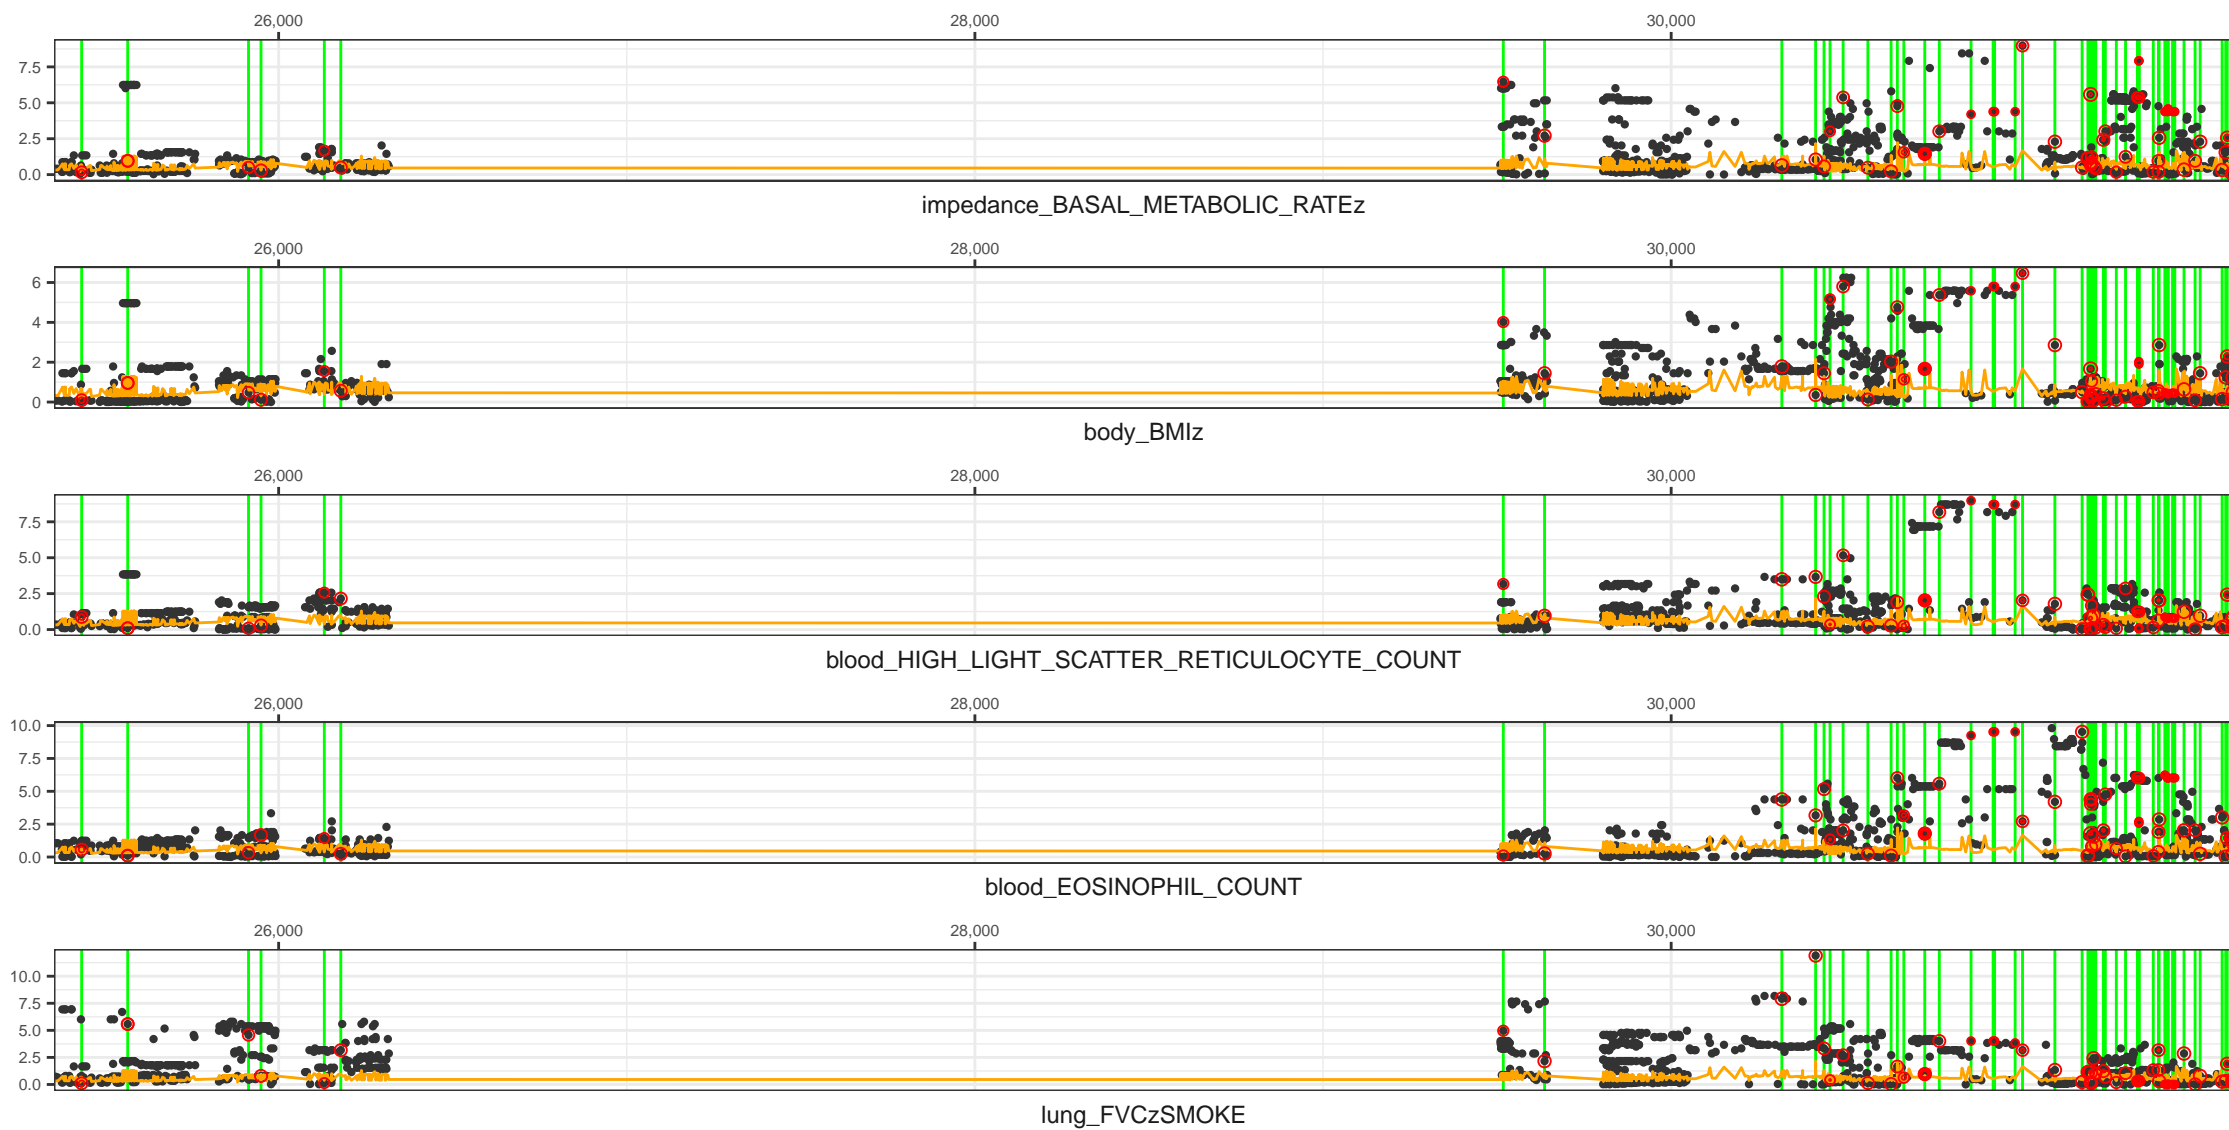 26,000 28,000 30,000
7.5
5.0
2.5
0.0
impedance_BASAL_METABOLIC_RATEz
26,000 28,000 30,000
6
4
2
0
body_BMIz
26,000 28,000 30,000
7.5
5.0
2.5
0.0
blood_HIGH_LIGHT_SCATTER_RETICULOCYTE_COUNT
26,000 28,000 30,000
10.0
7.5
5.0
2.5
0.0
blood_EOSINOPHIL_COUNT
26,000 28,000 30,000
10.0
7.5
5.0
2.5
0.0
lung_FVCzSMOKE